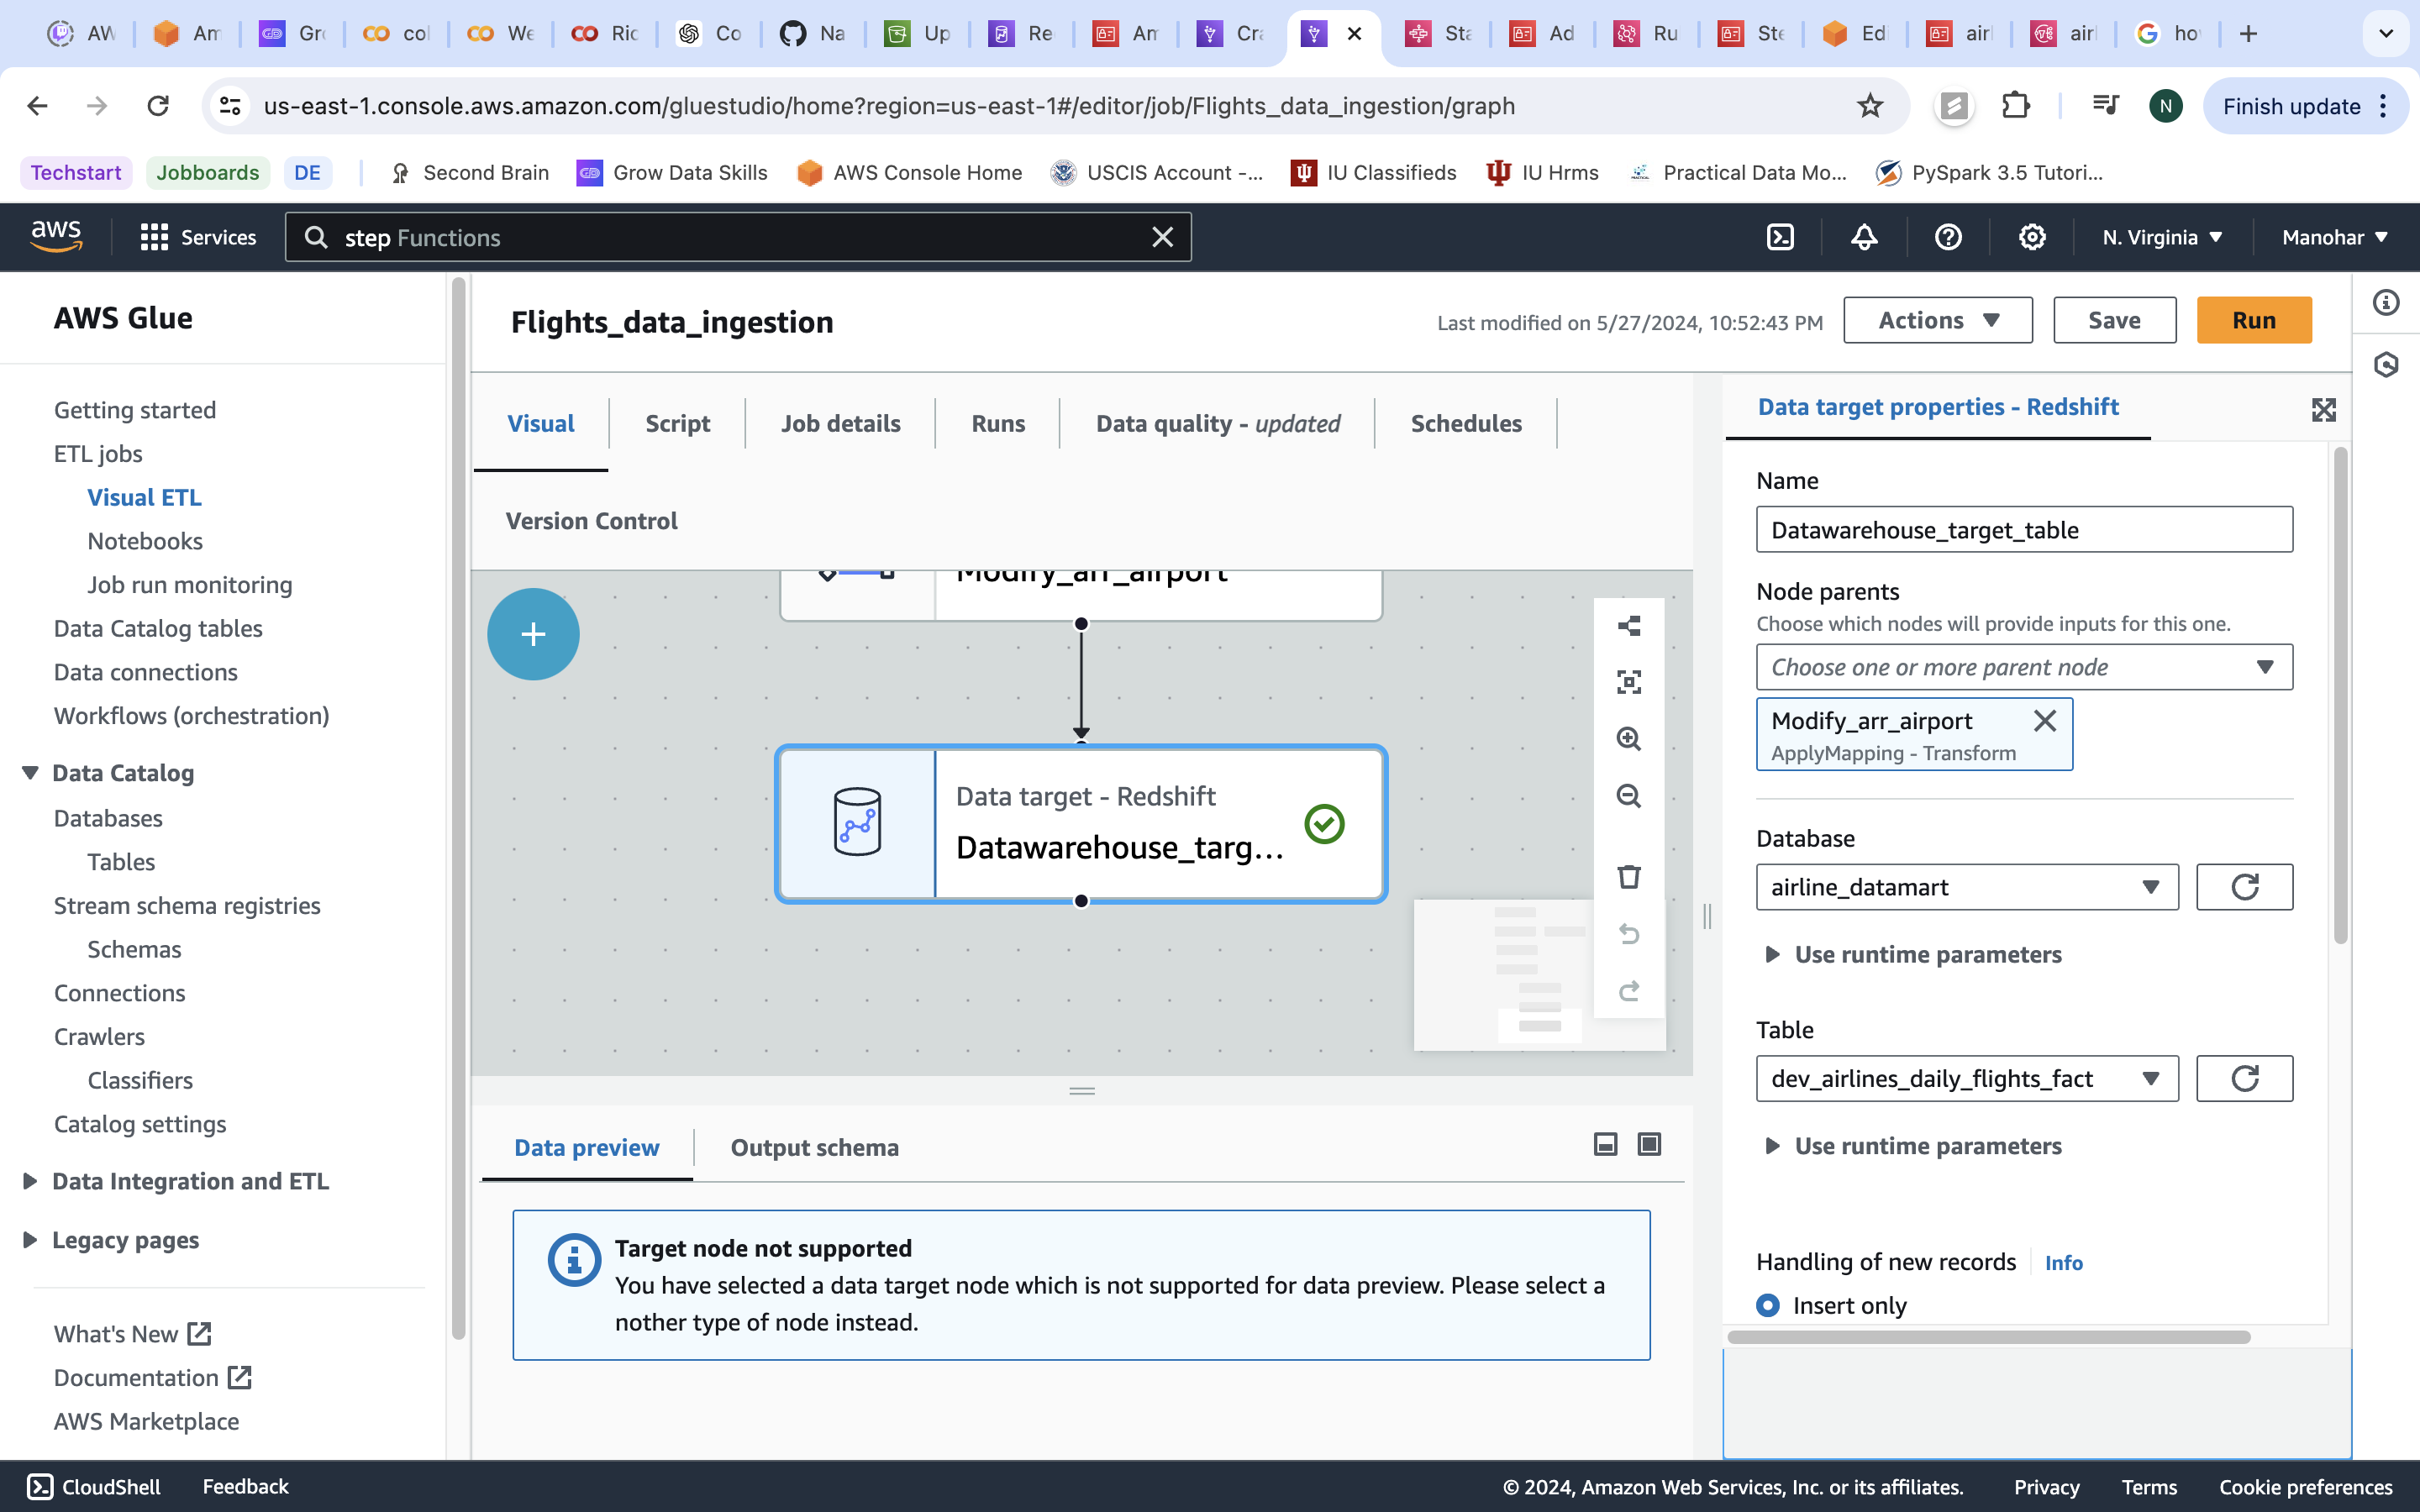 AW
Am
Gro
col
We
Ric
Co
Na
Up
Re
Am
Cra
Sta
Ad
Ru
Ste
Edi
airl
airl
ho
us-east-1.console.aws.amazon.com/gluestudio/home?region=us-east-1#/editor/job/Flights_data_ingestion/graph
N
Finish update
Techstart
Jobboards
DE
Second Brain
Grow Data Skills
AWS Console Home
USCIS Account -...
IU Classifieds
IU Hrms
Practical Data Mo...
PySpark 3.5 Tutori...
aws
Services
step Functions
N. Virginia
Manohar
AWS Glue
Getting started
ETL jobs
Visual ETL
Notebooks
Job run monitoring
Data Catalog tables
Data connections
Workflows (orchestration)
Data Catalog
Databases
Tables
Stream schema registries
Schemas
Connections
Crawlers
Classifiers
Catalog settings
Data Integration and ETL
Legacy pages
What's New
Documentation
AWS Marketplace
Flights_data_ingestion
Last modified on 5/27/2024, 10:52:43 PM
Actions
Save
Run
Visual
Script
Job details
Runs
Data quality - updated
Schedules
Version Control
Modify_arr_airport
Data target - Redshift
Datawarehouse_targ...
Data preview
Output schema
Target node not supported
You have selected a data target node which is not supported for data preview. Please select a
nother type of node instead.
Data target properties - Redshift
Name
Datawarehouse_target_table
Node parents
Choose which nodes will provide inputs for this one.
Choose one or more parent node
Modify_arr_airport
ApplyMapping - Transform
Database
airline_datamart
Use runtime parameters
Table
dev_airlines_daily_flights_fact
Use runtime parameters
Handling of new records
Info
Insert only
CloudShell
Feedback
© 2024, Amazon Web Services, Inc. or its affiliates.
Privacy
Terms
Cookie preferences